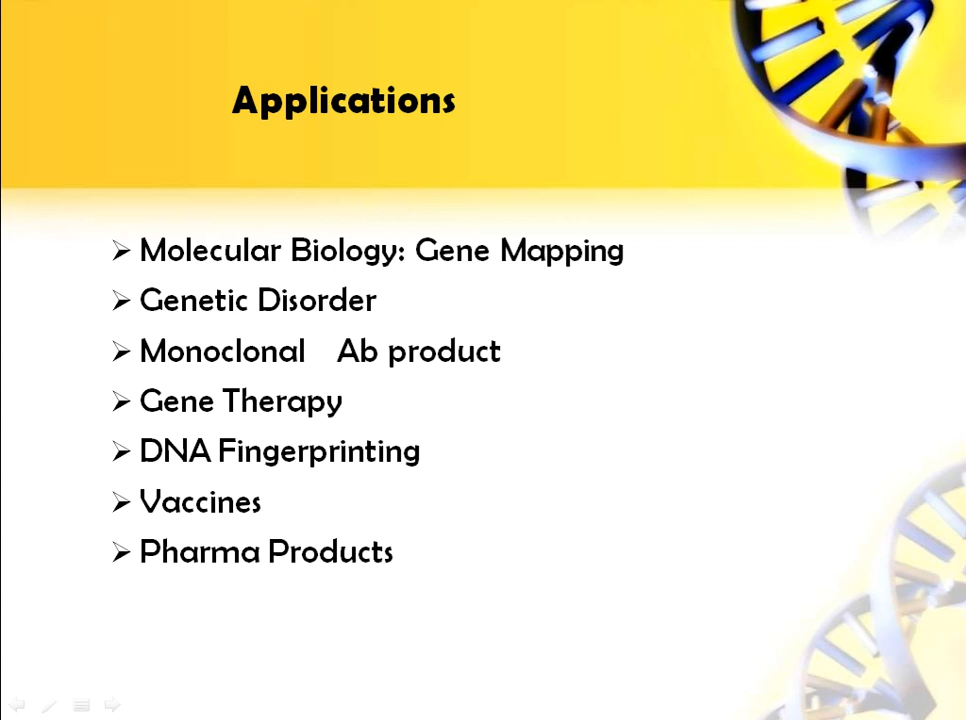 Applications
Molecular Biology: Gene Mapping
Genetic Disorder
Monoclonal Ab product
Gene Therapy
DNA Fingerprinting
Vaccines
Pharma Products